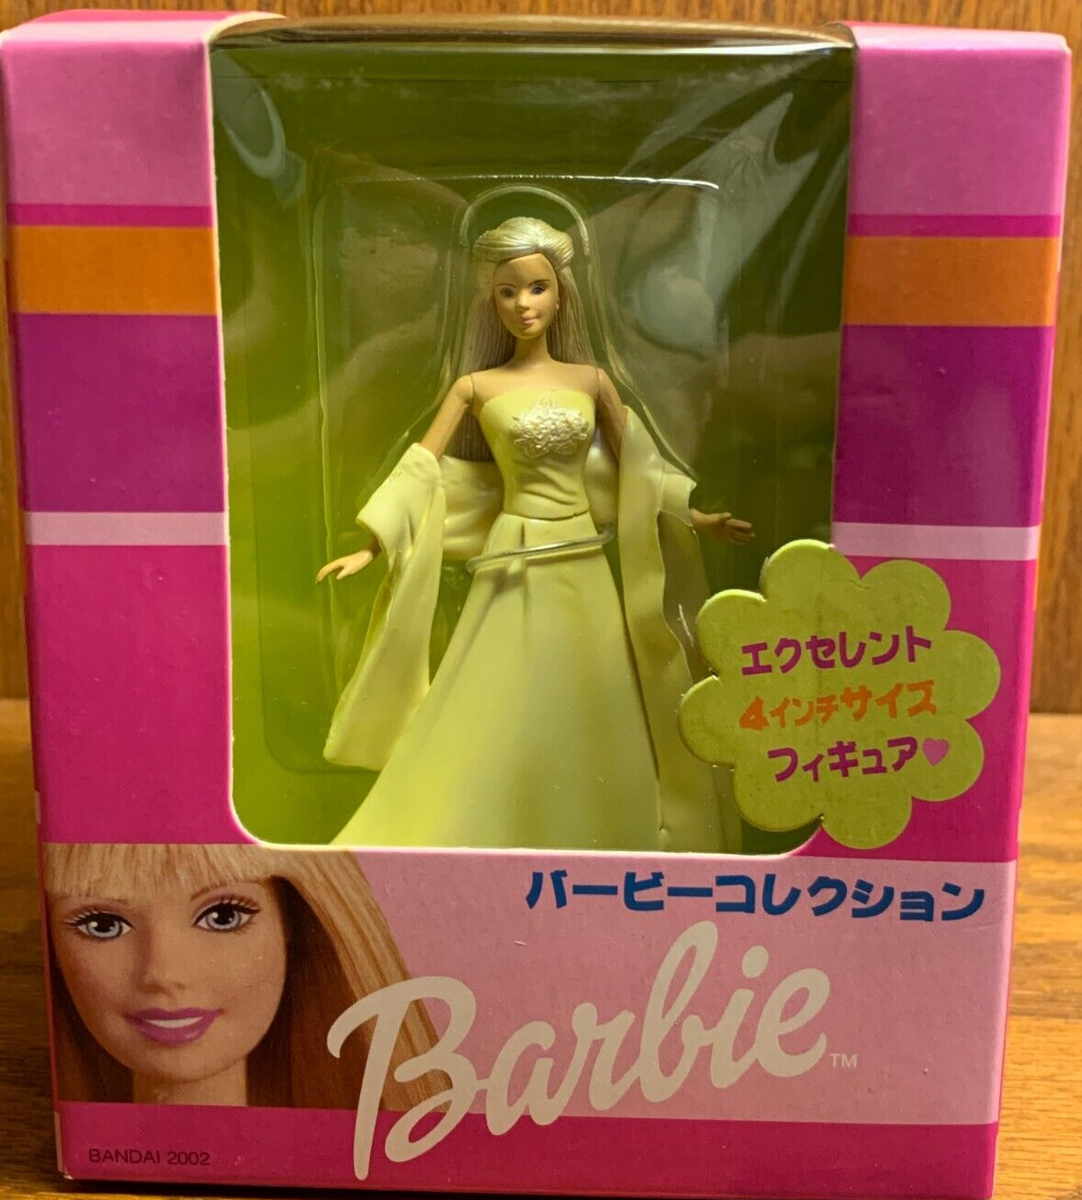 エクセレント
4インチサイズ
フィギュア♥
バービーコレクション
Barbie™
BANDAI 2002